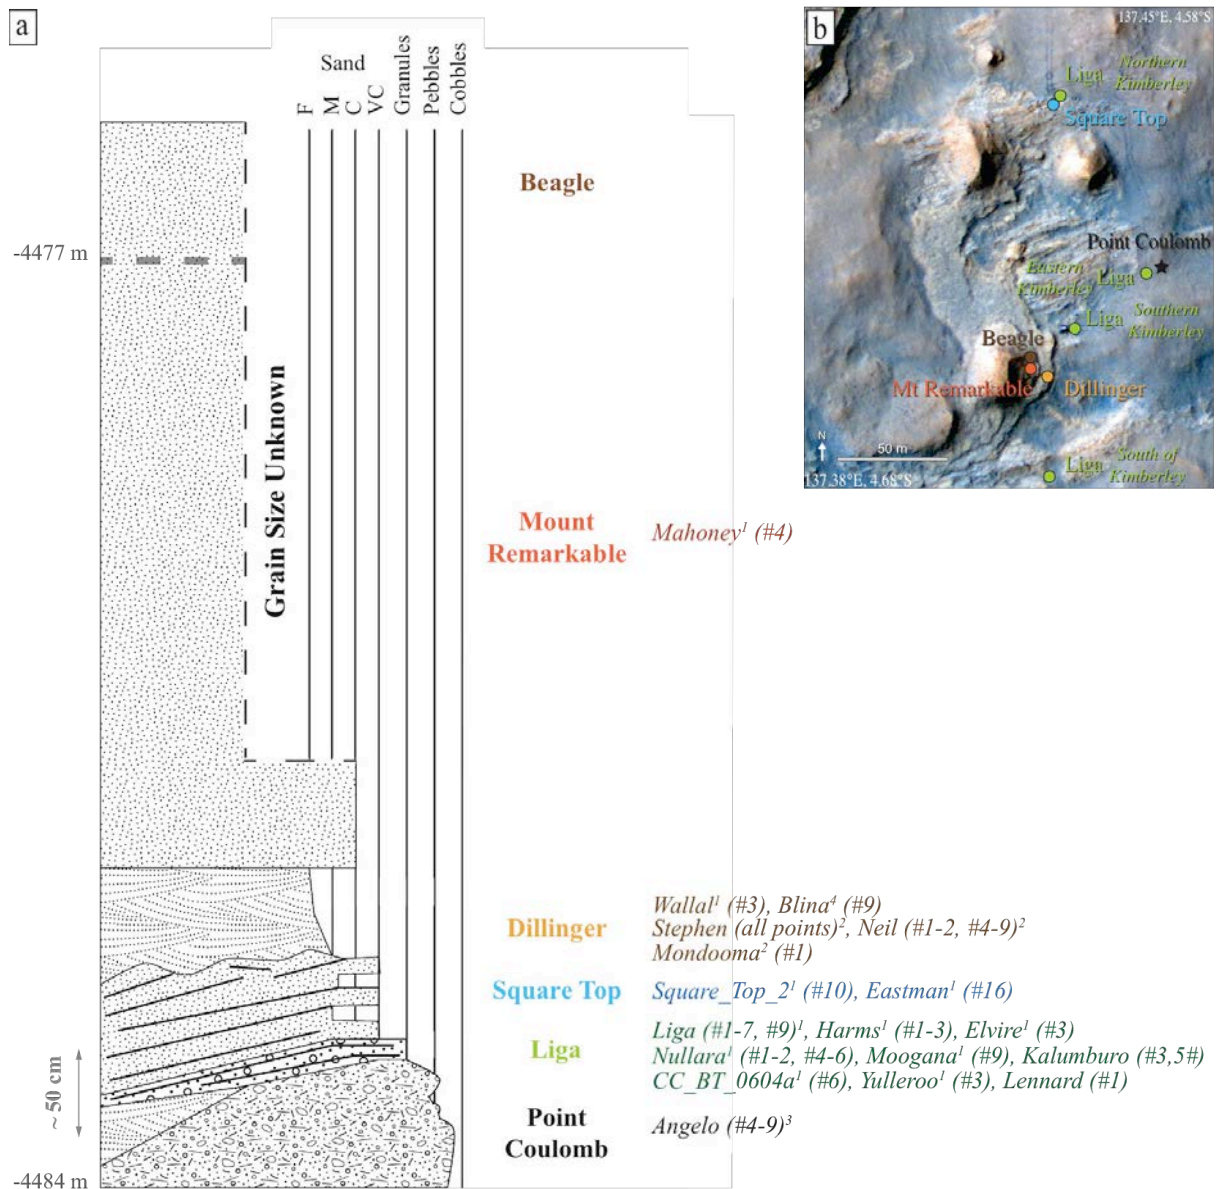 a
Sand
F
M
C
VC
Granules
Pebbles
Cobbles
-4477 m
Grain Size Unknown
~ 50 cm
-4484 m
Beagle
Mount
Remarkable
Mahoney¹ (#4)
Dillinger
Wallal¹ (#3), Blina⁴ (#9)
Stephen (all points)², Neil (#1-2, #4-9)²
Mondooma² (#1)
Square Top
Square_Top_2¹ (#10), Eastman¹ (#16)
Liga
Liga (#1-7, #9)¹, Harms¹ (#1-3), Elvire¹ (#3)
Nullara¹ (#1-2, #4-6), Moogana¹ (#9), Kalumburo (#3,5#)
CC_BT_0604a¹ (#6), Yulleroo¹ (#3), Lennard (#1)
Point
Coulomb
Angelo (#4-9)³
b
137.45°E, 4.58°S
Liga
Northern
Kimberley
Square Top
Point Coulomb
Eastern
Kimberley
Liga
Liga
Southern
Kimberley
Beagle
Mt Remarkable
Dillinger
N
50 m
Liga
South of
Kimberley
137.38°E, 4.68°S